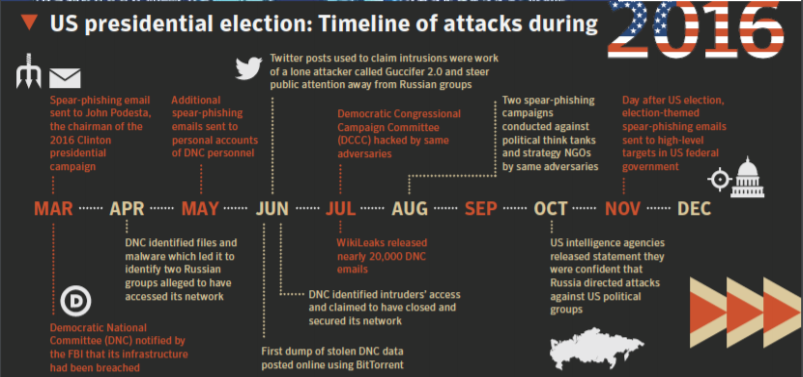 US presidential election: Timeline of attacks during
2016
Twitter posts used to claim intrusions were work
of a lone attacker called Guccifer 2.0 and steer
public attention away from Russian groups
Spear-phishing email
sent to John Podesta,
the chairman of the
2016 Clinton
presidential
campaign
Additional
spear-phishing
emails sent to
personal accounts
of DNC personnel
Democratic Congressional
Campaign Committee
(DCCC) hacked by same
adversaries
Two spear-phishing
campaigns
conducted against
political think tanks
and strategy NGOs
by same adversaries
Day after US election,
election-themed
spear-phishing emails
sent to high-level
targets in US federal
government
MAR APR MAY JUN JUL AUG SEP OCT NOV DEC
D
Democratic National
Committee (DNC) notified by
the FBI that its infrastructure
had been breached
DNC identified files and
malware which led it to
identify two Russian
groups alleged to have
accessed its network
First dump of stolen DNC data
posted online using BitTorrent
DNC identified intruders' access
and claimed to have closed and
secured its network
WikiLeaks released
nearly 20,000 DNC
emails
US intelligence agencies
released statement they
were confident that
Russia directed attacks
against US political
groups